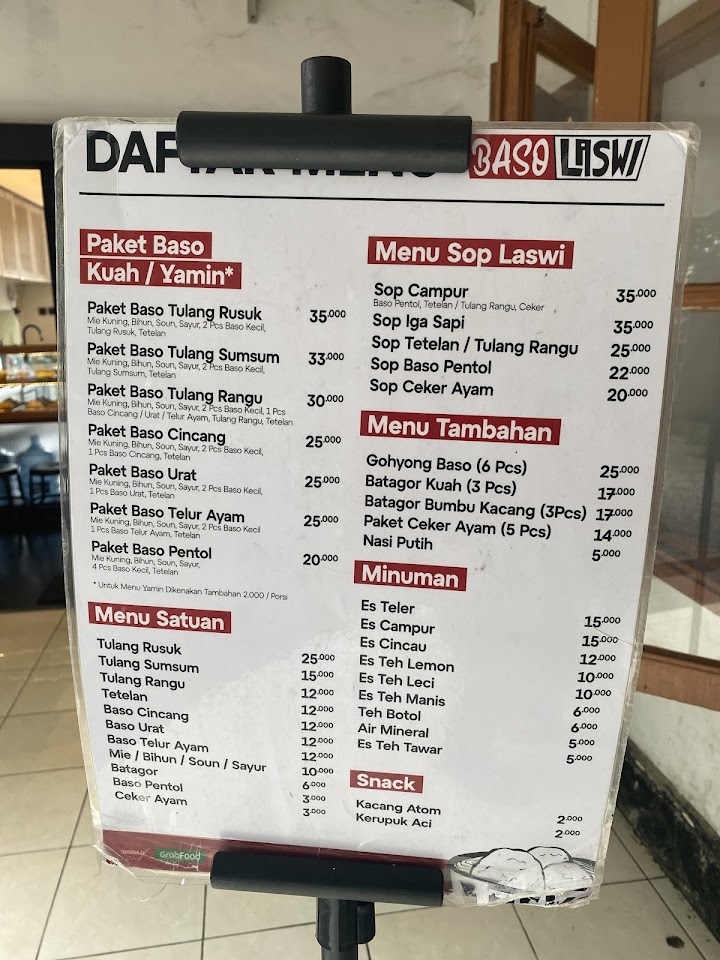 DAFTAR MENU BASO LASWI
Paket Baso
Kuah / Yamin*
Paket Baso Tulang Rusuk 35.000
Mie Kuning, Bihun, Soun, Sayur, 2 Pcs Baso Kecil,
Tulang Rusuk, Tetelan
Paket Baso Tulang Sumsum 33.000
Mie Kuning, Bihun, Soun, Sayur, 2 Pcs Baso Kecil,
Tulang Sumsum, Tetelan
Paket Baso Tulang Rangu 30.000
Mie Kuning, Bihun, Soun, Sayur, 2 Pcs Baso Kecil, 1 Pcs
Baso Cincang / Urat / Telur Ayam, Tulang Rangu, Tetelan
Paket Baso Cincang 25.000
Mie Kuning, Bihun, Soun, Sayur, 2 Pcs Baso Kecil,
1 Pcs Baso Cincang, Tetelan
Paket Baso Urat 25.000
Mie Kuning, Bihun, Soun, Sayur, 2 Pcs Baso Kecil,
1 Pcs Baso Urat, Tetelan
Paket Baso Telur Ayam 25.000
Mie Kuning, Bihun, Soun, Sayur, 2 Pcs Baso Kecil
1 Pcs Baso Telur Ayam, Tetelan
Paket Baso Pentol 20.000
Mie Kuning, Bihun, Soun, Sayur,
4 Pcs Baso Kecil, Tetelan
* Untuk Menu Yamin Dikenakan Tambahan 2.000 / Porsi
Menu Satuan
Tulang Rusuk 25.000
Tulang Sumsum 15.000
Tulang Rangu 12.000
Tetelan 12.000
Baso Cincang 12.000
Baso Urat 12.000
Baso Telur Ayam 12.000
Mie / Bihun / Soun / Sayur 10.000
Batagor 6.000
Baso Pentol 3.000
Ceker Ayam 3.000
Menu Sop Laswi
Sop Campur 35.000
Baso Pentol, Tetelan / Tulang Rangu, Ceker
Sop Iga Sapi 35.000
Sop Tetelan / Tulang Rangu 25.000
Sop Baso Pentol 22.000
Sop Ceker Ayam 20.000
Menu Tambahan
Gohyong Baso (6 Pcs) 25.000
Batagor Kuah (3 Pcs) 17.000
Batagor Bumbu Kacang (3Pcs) 17.000
Paket Ceker Ayam (5 Pcs) 14.000
Nasi Putih 5.000
Minuman
Es Teler 15.000
Es Campur 15.000
Es Cincau 12.000
Es Teh Lemon 10.000
Es Teh Leci 10.000
Es Teh Manis 6.000
Teh Botol 6.000
Air Mineral 5.000
Es Teh Tawar 5.000
Snack
Kacang Atom 2.000
Kerupuk Aci 2.000
GrabFood